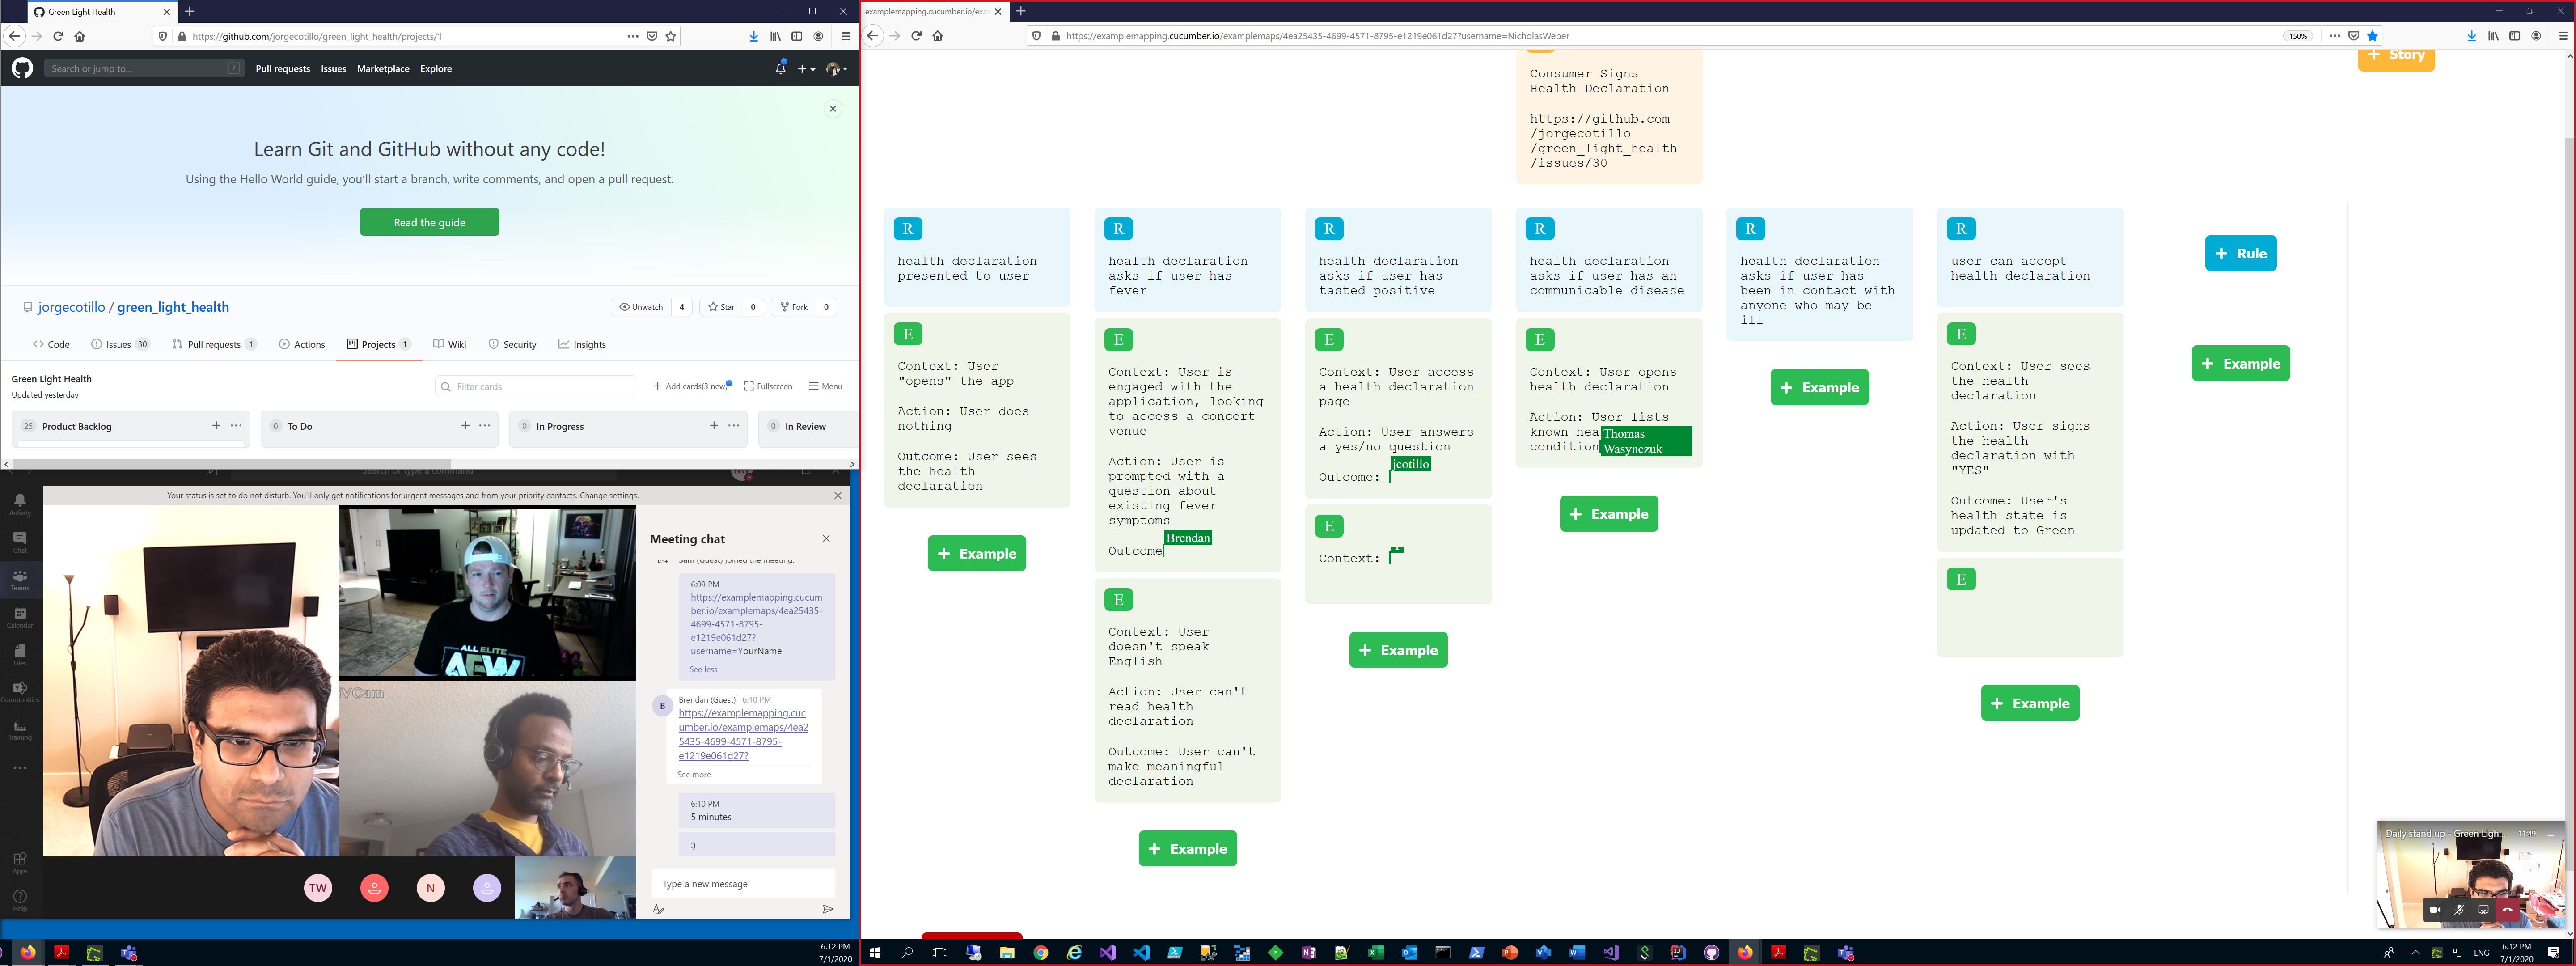 Green Light Health
https://github.com/jorgecotillo/green_light_health/projects/1
Search or jump to... /
Pull requests Issues Marketplace Explore
Learn Git and GitHub without any code!
Using the Hello World guide, you'll start a branch, write comments, and open a pull request.
Read the guide
jorgecotillo / green_light_health
Unwatch 4 Star 0 Fork 0
Code Issues 30 Pull requests 1 Actions Projects 1 Wiki Security Insights
Green Light Health
Updated yesterday
Filter cards
Add cards(3 new) Fullscreen Menu
25 Product Backlog
0 To Do
0 In Progress
0 In Review
Search or type a command
Your status is set to do not disturb. You'll only get notifications for urgent messages and from your priority contacts. Change settings.
Activity
Chat
Teams
Calendar
Files
Communities
Training
Apps
Help
ALL ELITE
AEW
VCam
TW
N
Meeting chat
Sam (Guest) joined the meeting.
6:09 PM
https://examplemapping.cucum
ber.io/examplemaps/4ea25435-
4699-4571-8795-
e1219e061d27?
username=YourName
See less
B
Brendan (Guest) 6:10 PM
https://examplemapping.cuc
umber.io/examplemaps/4ea2
5435-4699-4571-8795-
e1219e061d27?
See more
6:10 PM
5 minutes
:)
Type a new message
6:12 PM
7/1/2020
examplemapping.cucumber.io/exa
https://examplemapping.cucumber.io/examplemaps/4ea25435-4699-4571-8795-e1219e061d27?username=NicholasWeber
150%
+ Story
Consumer Signs
Health Declaration
https://github.com
/jorgecotillo
/green_light_health
/issues/30
R
health declaration
presented to user
E
Context: User
"opens" the app
Action: User does
nothing
Outcome: User sees
the health
declaration
+ Example
R
health declaration
asks if user has
fever
E
Context: User is
engaged with the
application, looking
to access a concert
venue
Action: User is
prompted with a
question about
existing fever
symptoms
Brendan
Outcome
E
Context: User
doesn't speak
English
Action: User can't
read health
declaration
Outcome: User can't
make meaningful
declaration
+ Example
R
health declaration
asks if user has
tasted positive
E
Context: User access
a health declaration
page
Action: User answers
a yes/no question
jcotillo
Outcome:
E
Context:
+ Example
R
health declaration
asks if user has an
communicable disease
E
Context: User opens
health declaration
Action: User lists
known hea
condition
Thomas
Wasynczuk
+ Example
R
health declaration
asks if user has
been in contact with
anyone who may be
ill
+ Example
R
user can accept
health declaration
E
Context: User sees
the health
declaration
Action: User signs
the health
declaration with
"YES"
Outcome: User's
health state is
updated to Green
E
+ Example
+ Rule
+ Example
Daily stand up - Green Ligh... 11:49
ENG
6:12 PM
7/1/2020